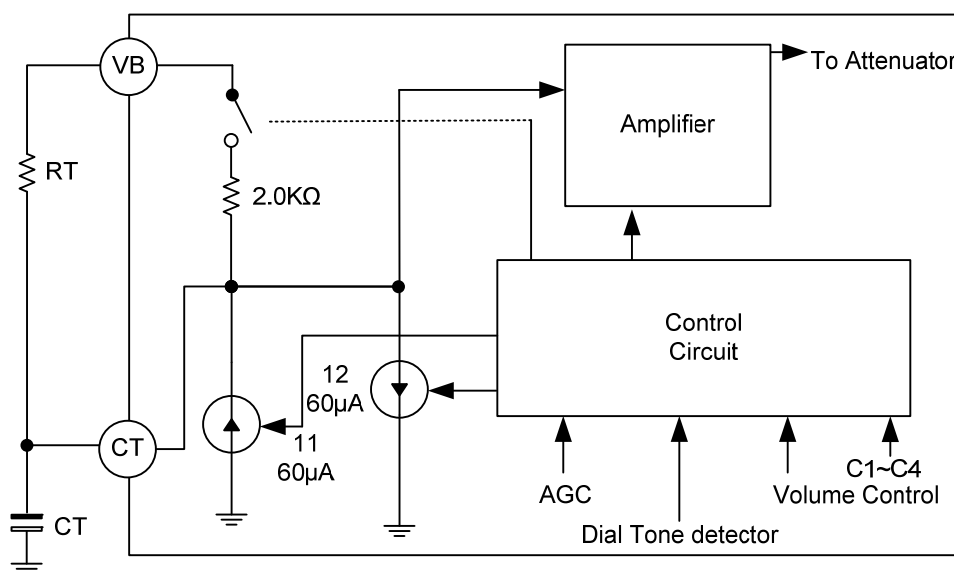 VB
To Attenuator
Amplifier
RT
2.0KΩ
Control
Circuit
12
60µA
11
60µA
CT
C1~C4
AGC
Volume Control
CT
Dial Tone detector